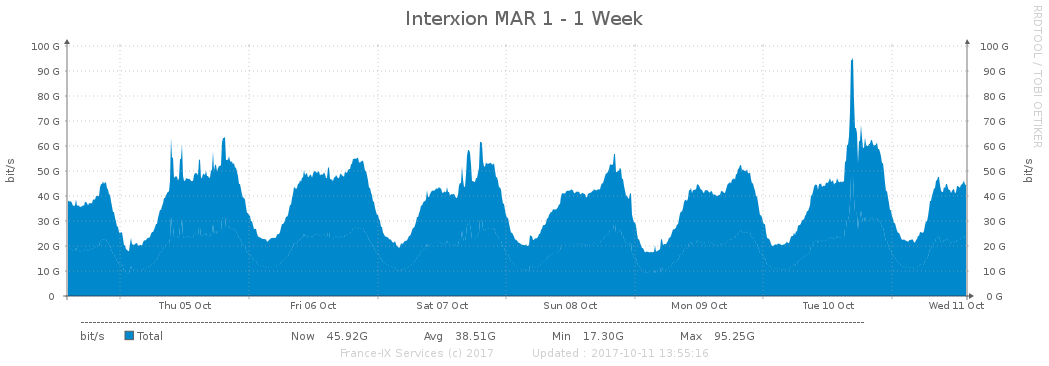 Interxion MAR 1 - 1 Week
RRDTOOL / TOBI OETIKER
bit/s
100 G
90 G
80 G
70 G
60 G
50 G
40 G
30 G
20 G
10 G
0
100 G
90 G
80 G
70 G
60 G
50 G
40 G
30 G
20 G
10 G
0 G
bit/s
Thu 05 Oct Fri 06 Oct Sat 07 Oct Sun 08 Oct Mon 09 Oct Tue 10 Oct Wed 11 Oct
bit/s Total Now 45.92G Avg 38.51G Min 17.30G Max 95.25G
France-IX Services (c) 2017 Updated : 2017-10-11 13:55:16